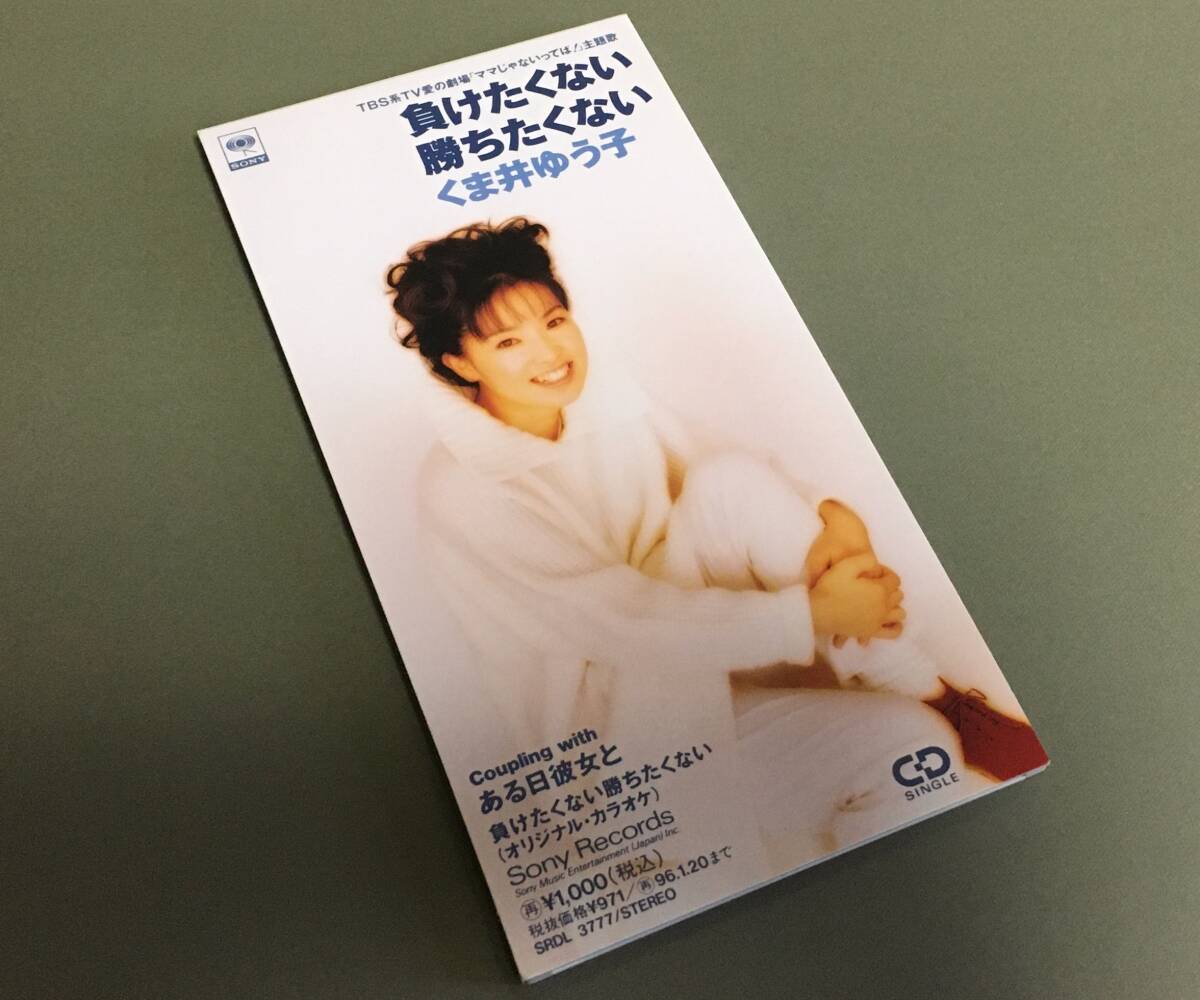 TBS系TV愛の劇場「ママじゃないってば!」主題歌
負けたくない
勝ちたくない
くま井ゆう子
SONY
Coupling with
ある日彼女と
負けたくない勝ちたくない
(オリジナル・カラオケ)
Sony Records
Sony Music Entertainment (Japan) Inc.
再¥1,000(税込)
税抜価格¥971/再96.1.20まで
SRDL 3777/STEREO
CD
SINGLE